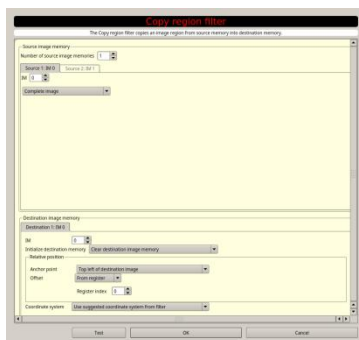 Copy region filter
The Copy region filter copies an image region from source memory into destination memory.
Source image memory
Number of source image memories 1
Source 1: IM 0 Source 2: IM 1
IM 0
Complete image
Destination image memory
Destination 1: IM 0
IM 0
Initialize destination memory Clear destination image memory
Relative position
Anchor point Top left of destination image
Offset From register
Register index 0
Coordinate system Use suggested coordinate system from filter
Test OK Cancel